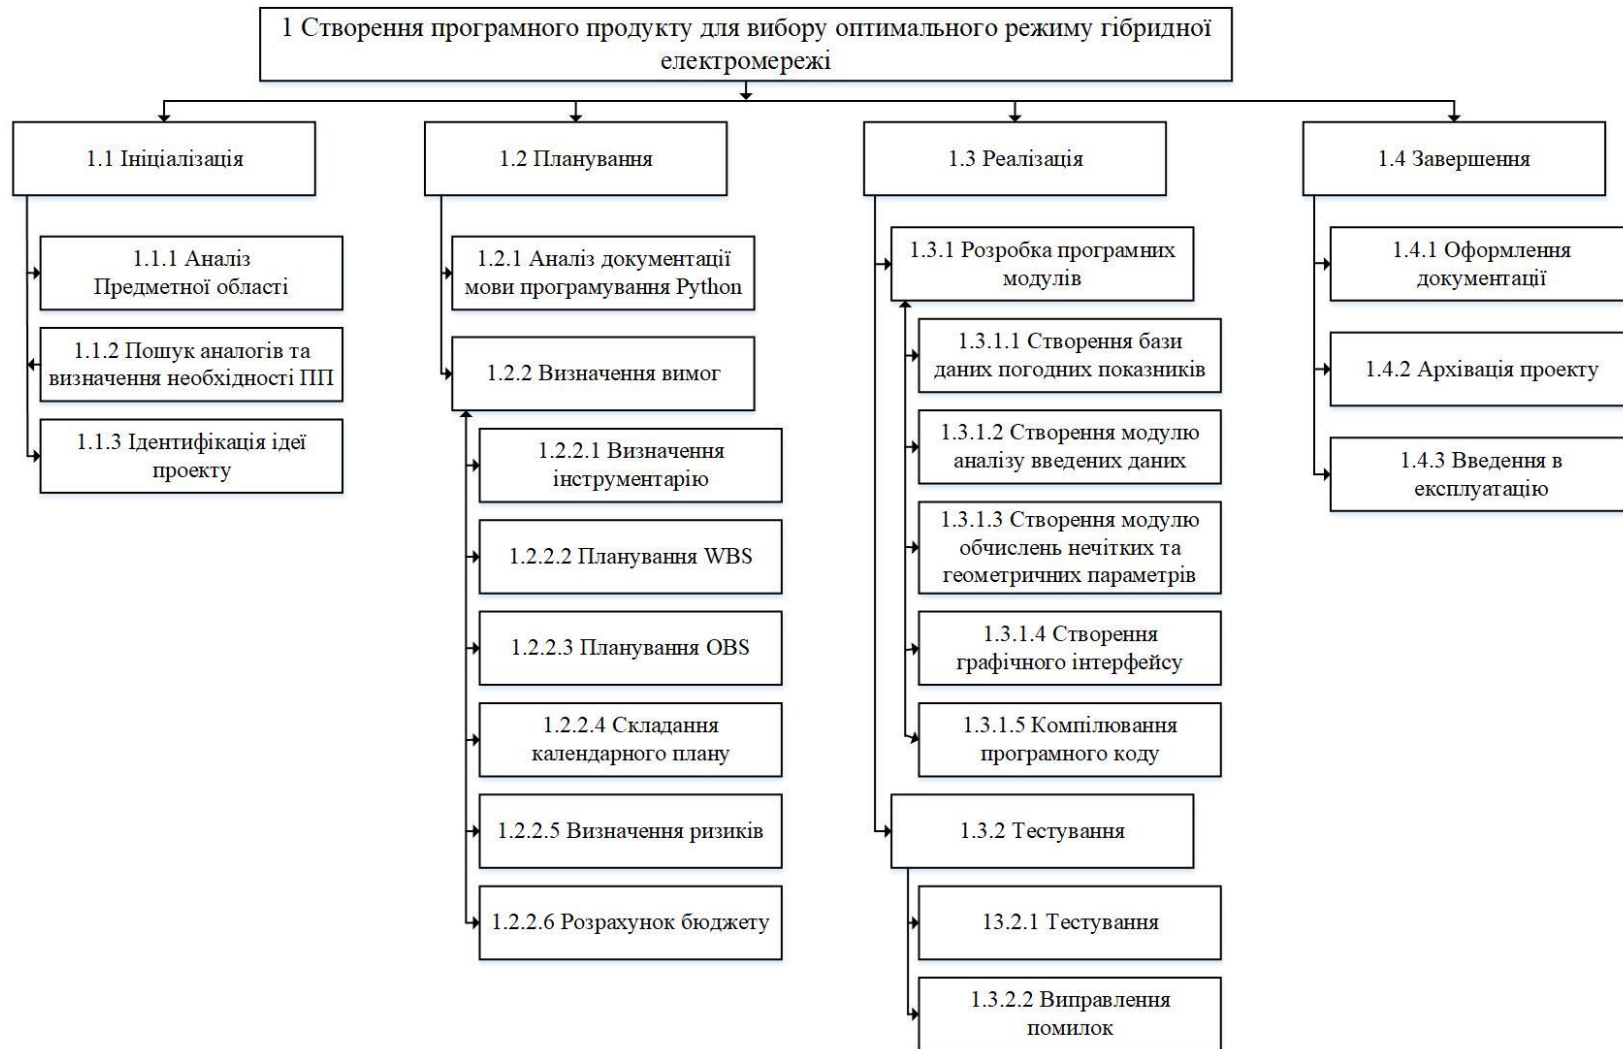 1 Створення програмного продукту для вибору оптимального режиму гібридної
електромережі
1.1 Ініціалізація
1.1.1 Аналіз
Предметної області
1.1.2 Пошук аналогів та
визначення необхідності ПП
1.1.3 Ідентифікація ідеї
проекту
1.2 Планування
1.2.1 Аналіз документації
мови програмування Python
1.2.2 Визначення вимог
1.2.2.1 Визначення
інструментарію
1.2.2.2 Планування WBS
1.2.2.3 Планування OBS
1.2.2.4 Складання
календарного плану
1.2.2.5 Визначення ризиків
1.2.2.6 Розрахунок бюджету
1.3 Реалізація
1.3.1 Розробка програмних
модулів
1.3.1.1 Створення бази
даних погодних показників
1.3.1.2 Створення модулю
аналізу введених даних
1.3.1.3 Створення модулю
обчислень нечітких та
геометричних параметрів
1.3.1.4 Створення
графічного інтерфейсу
1.3.1.5 Компілювання
програмного коду
1.3.2 Тестування
13.2.1 Тестування
1.3.2.2 Виправлення
помилок
1.4 Завершення
1.4.1 Оформлення
документації
1.4.2 Архівація проекту
1.4.3 Введення в
експлуатацію